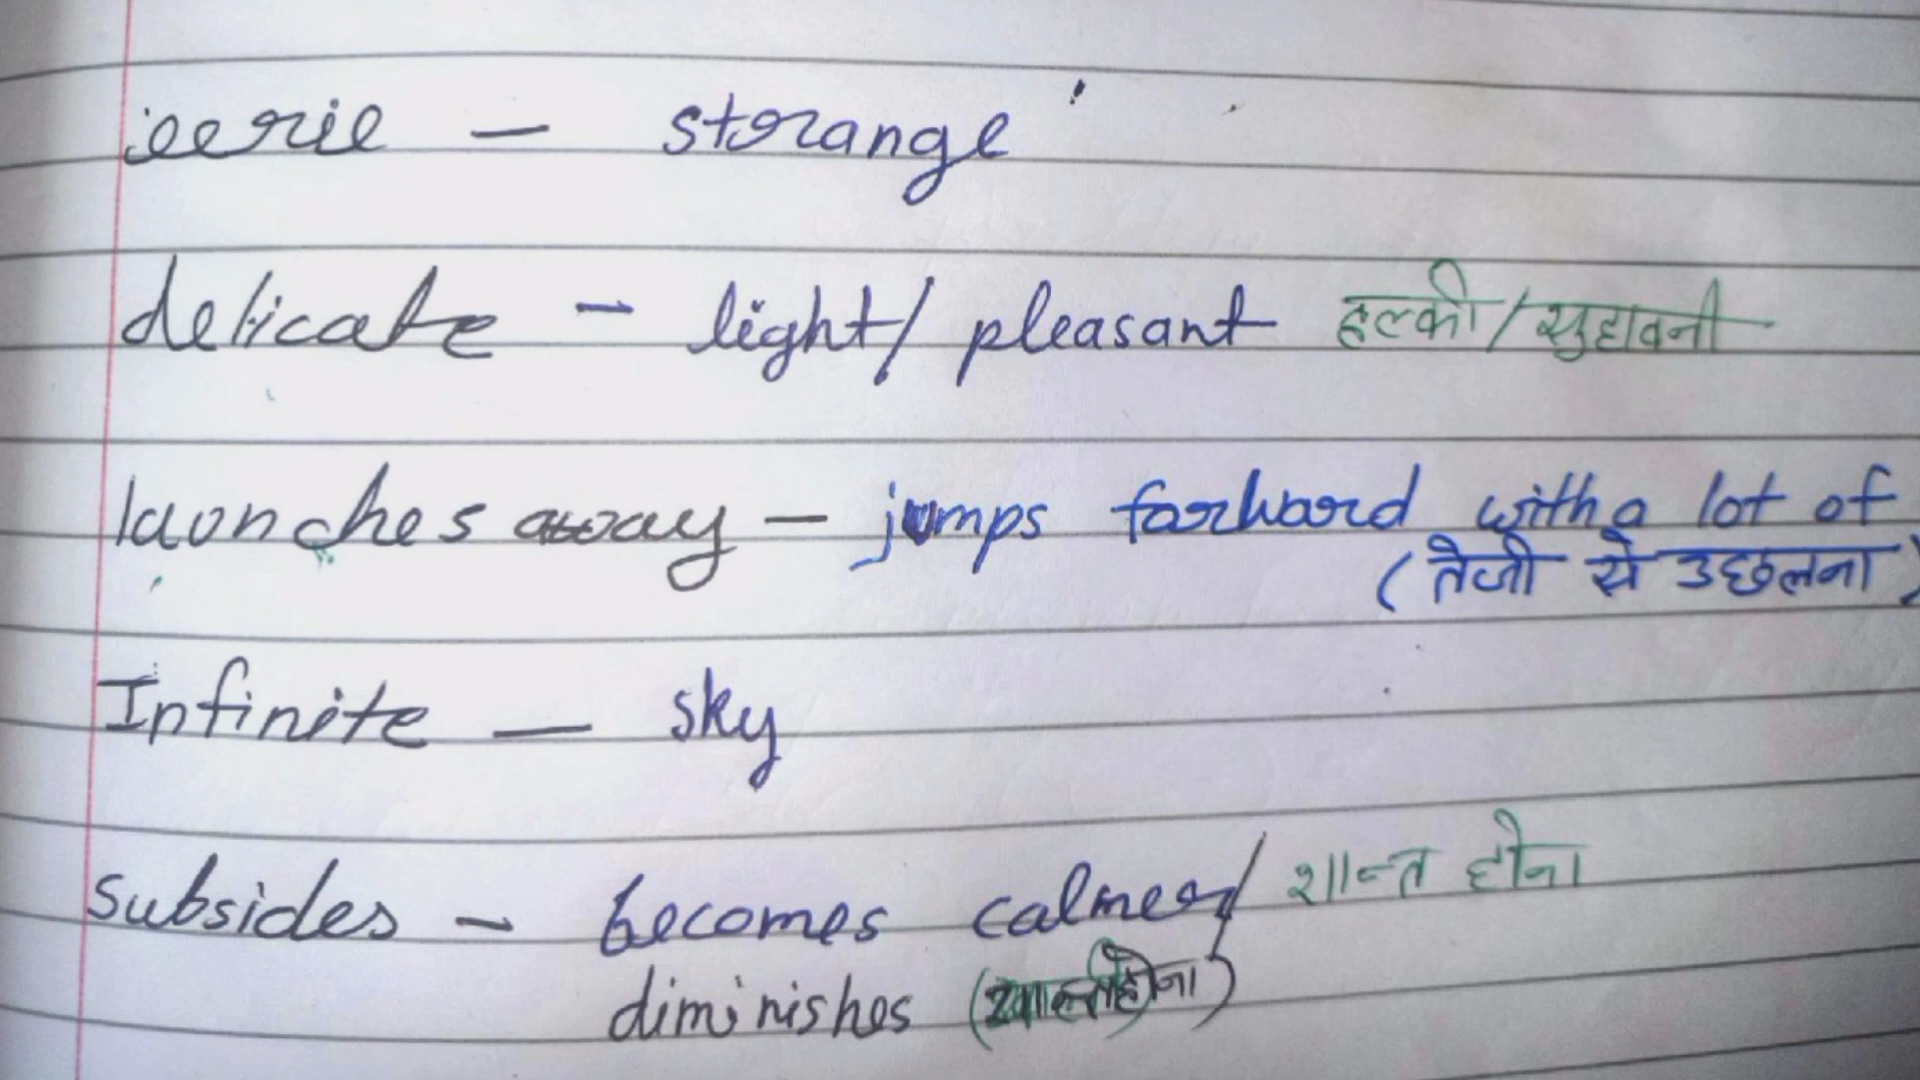 eerie — strange
delicate - light/ pleasant हल्की/सुहावनी
launches away - jumps forward with a lot of
(तेजी से उछलना)
Infinite — sky
subsides - becomes calmer/ शान्त होना
diminishes ( होना)